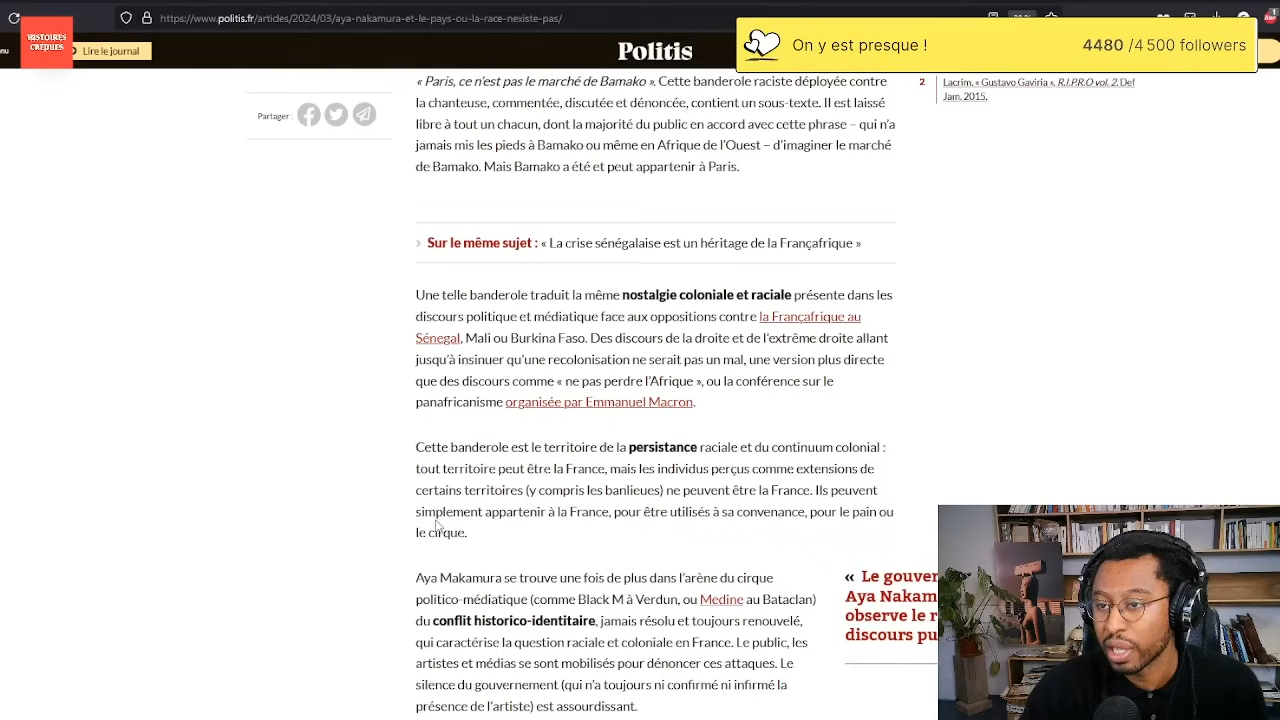 https://www.politis.fr/articles/2024/03/aya-nakamura-et-le-pays-ou-la-race-nexiste-pas/
HISTOIRES
CRÉPUES
nu
Lire le journal
Politis
On y est presque !
4480 /4 500 followers
« Paris, ce n’est pas le marché de Bamako ». Cette banderole raciste déployée contre
la chanteuse, commentée, discutée et dénoncée, contient un sous-texte. Il est laissé
libre à tout un chacun, dont la majorité du public en accord avec cette phrase – qui n’a
jamais mis les pieds à Bamako ou même en Afrique de l’Ouest – d’imaginer le marché
de Bamako. Mais Bamako a été et peut appartenir à Paris.
2
Lacrim, « Gustavo Gaviria », R.I.P.R.O vol. 2, Def
Jam, 2015.
Partager :
Sur le même sujet : « La crise sénégalaise est un héritage de la Françafrique »
Une telle banderole traduit la même nostalgie coloniale et raciale présente dans les
discours politique et médiatique face aux oppositions contre la Françafrique au
Sénegal, Mali ou Burkina Faso. Des discours de la droite et de l’extrême droite allant
jusqu’à insinuer qu’une recolonisation ne serait pas un mal, une version plus directe
que des discours comme « ne pas perdre l’Afrique », ou la conférence sur le
panafricanisme organisée par Emmanuel Macron.
Cette banderole est le territoire de la persistance raciale et du continuum colonial :
tout territoire peut être la France, mais les individus perçus comme extensions de
certains territoires (y compris les banlieues) ne peuvent être la France. Ils peuvent
simplement appartenir à la France, pour être utilisés à sa convenance, pour le pain ou
le cirque.
Aya Makamura se trouve une fois de plus dans l’arène du cirque
politico-médiatique (comme Black M à Verdun, ou Medine au Bataclan)
du conflit historico-identitaire, jamais résolu et toujours renouvelé,
qui caractérise la question raciale et coloniale en France. Le public, les
artistes et médias se sont mobilisés pour dénoncer ces attaques. Le
silence du gouvernement (qui n’a toujours ni confirmé ni infirmé la
présence de l’artiste) est assourdissant.
« Le gouver
Aya Nakam
observe le r
discours pu